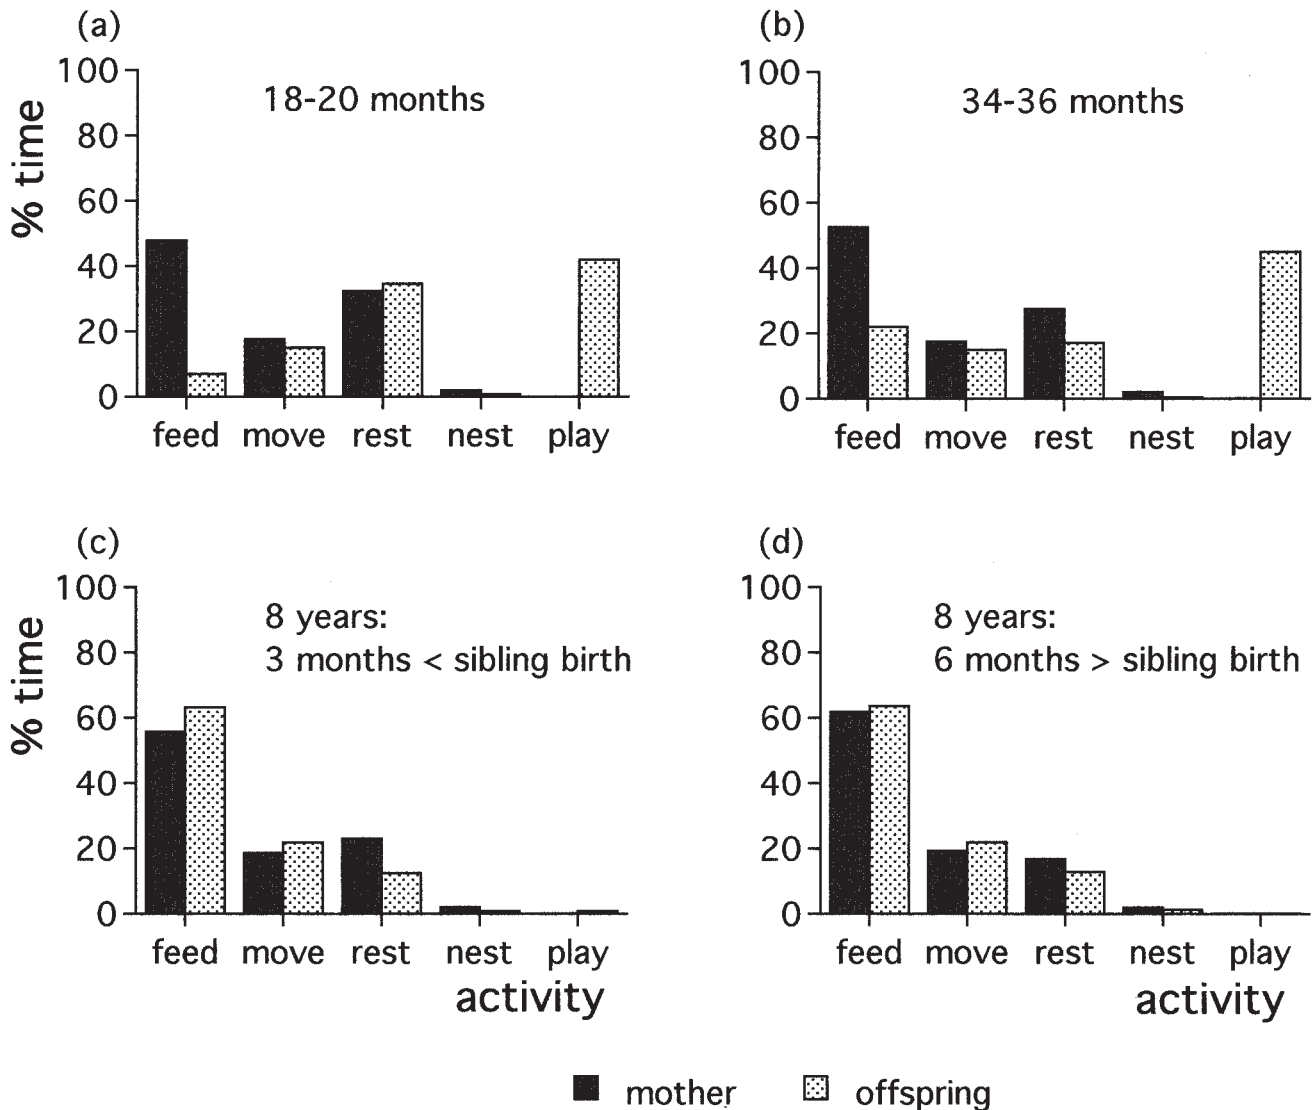 (a)
18-20 months
% time
100
80
60
40
20
0
feed move rest nest play
(b)
34-36 months
100
80
60
40
20
0
feed move rest nest play
(c)
8 years:
3 months < sibling birth
% time
100
80
60
40
20
0
feed move rest nest play
activity
(d)
8 years:
6 months > sibling birth
100
80
60
40
20
0
feed move rest nest play
activity
mother offspring